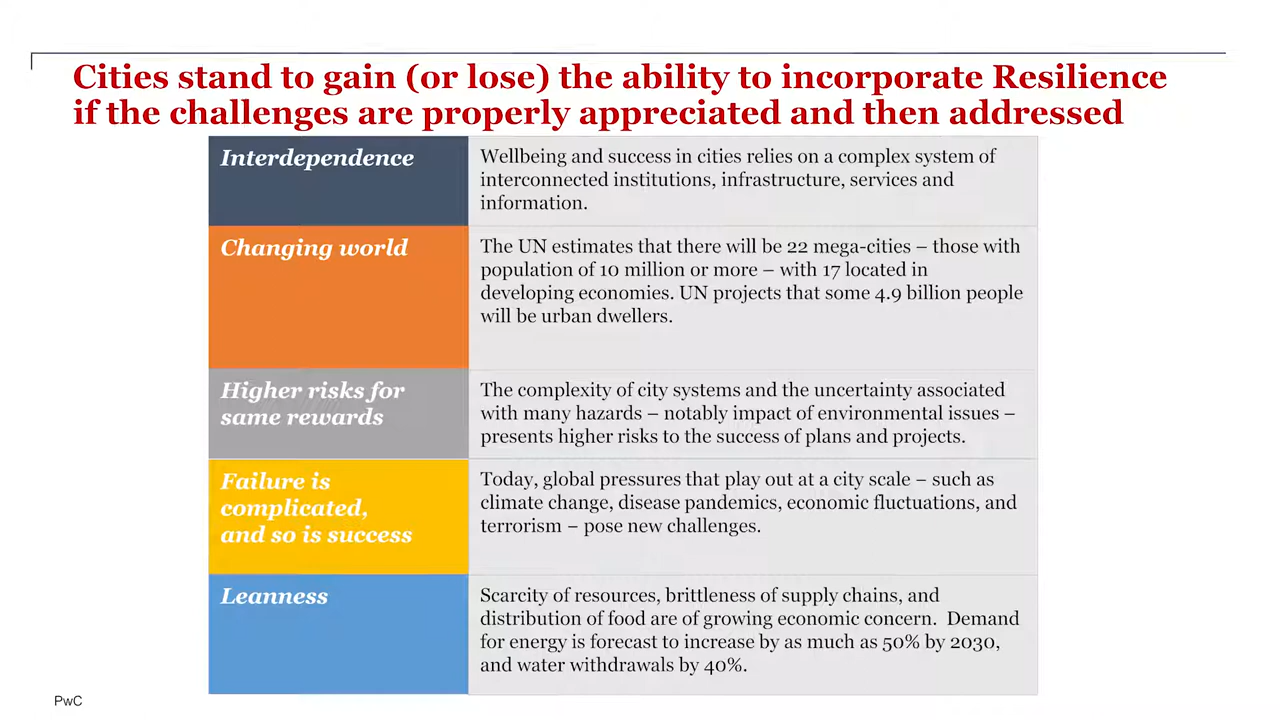 Cities stand to gain (or lose) the ability to incorporate Resilience
if the challenges are properly appreciated and then addressed
Interdependence
Wellbeing and success in cities relies on a complex system of
interconnected institutions, infrastructure, services and
information.
Changing world
The UN estimates that there will be 22 mega-cities – those with
population of 10 million or more – with 17 located in
developing economies. UN projects that some 4.9 billion people
will be urban dwellers.
Higher risks for
same rewards
The complexity of city systems and the uncertainty associated
with many hazards – notably impact of environmental issues –
presents higher risks to the success of plans and projects.
Failure is
complicated,
and so is success
Today, global pressures that play out at a city scale – such as
climate change, disease pandemics, economic fluctuations, and
terrorism – pose new challenges.
Leanness
Scarcity of resources, brittleness of supply chains, and
distribution of food are of growing economic concern.  Demand
for energy is forecast to increase by as much as 50% by 2030,
and water withdrawals by 40%.
PwC